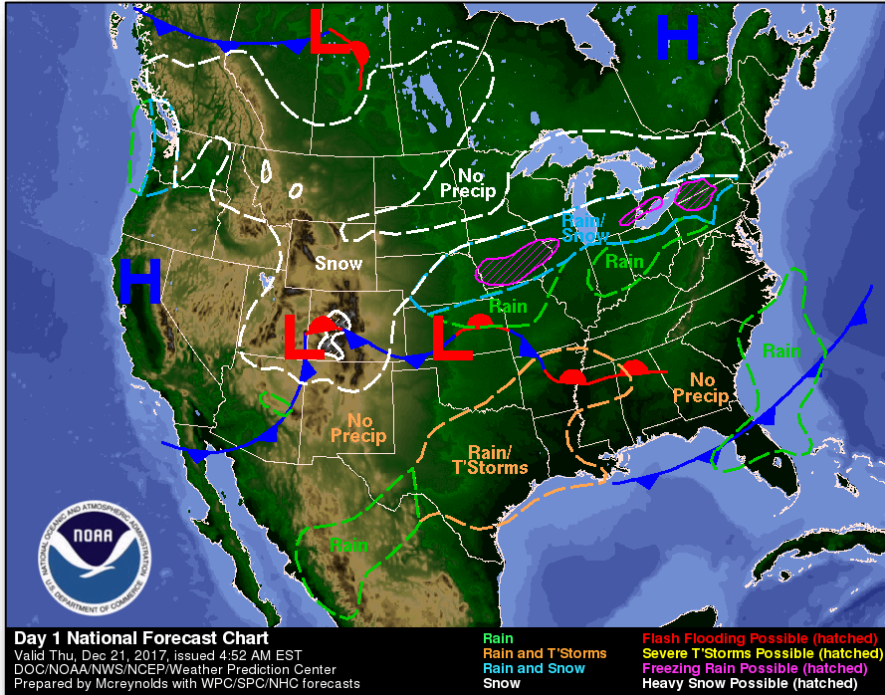 L
H
No
Precip
Rain/
Snow
Rain
Snow
H
Rain
Rain
L
L
No
Precip
No
Precip
Rain/
T'Storms
Rain
NATIONAL OCEANIC AND ATMOSPHERIC ADMINISTRATION
NOAA
U.S. DEPARTMENT OF COMMERCE
Day 1 National Forecast Chart
Valid Thu, Dec 21, 2017, issued 4:52 AM EST
DOC/NOAA/NWS/NCEP/Weather Prediction Center
Prepared by Mcreynolds with WPC/SPC/NHC forecasts
Rain
Rain and T'Storms
Rain and Snow
Snow
Flash Flooding Possible (hatched)
Severe T'Storms Possible (hatched)
Freezing Rain Possible (hatched)
Heavy Snow Possible (hatched)